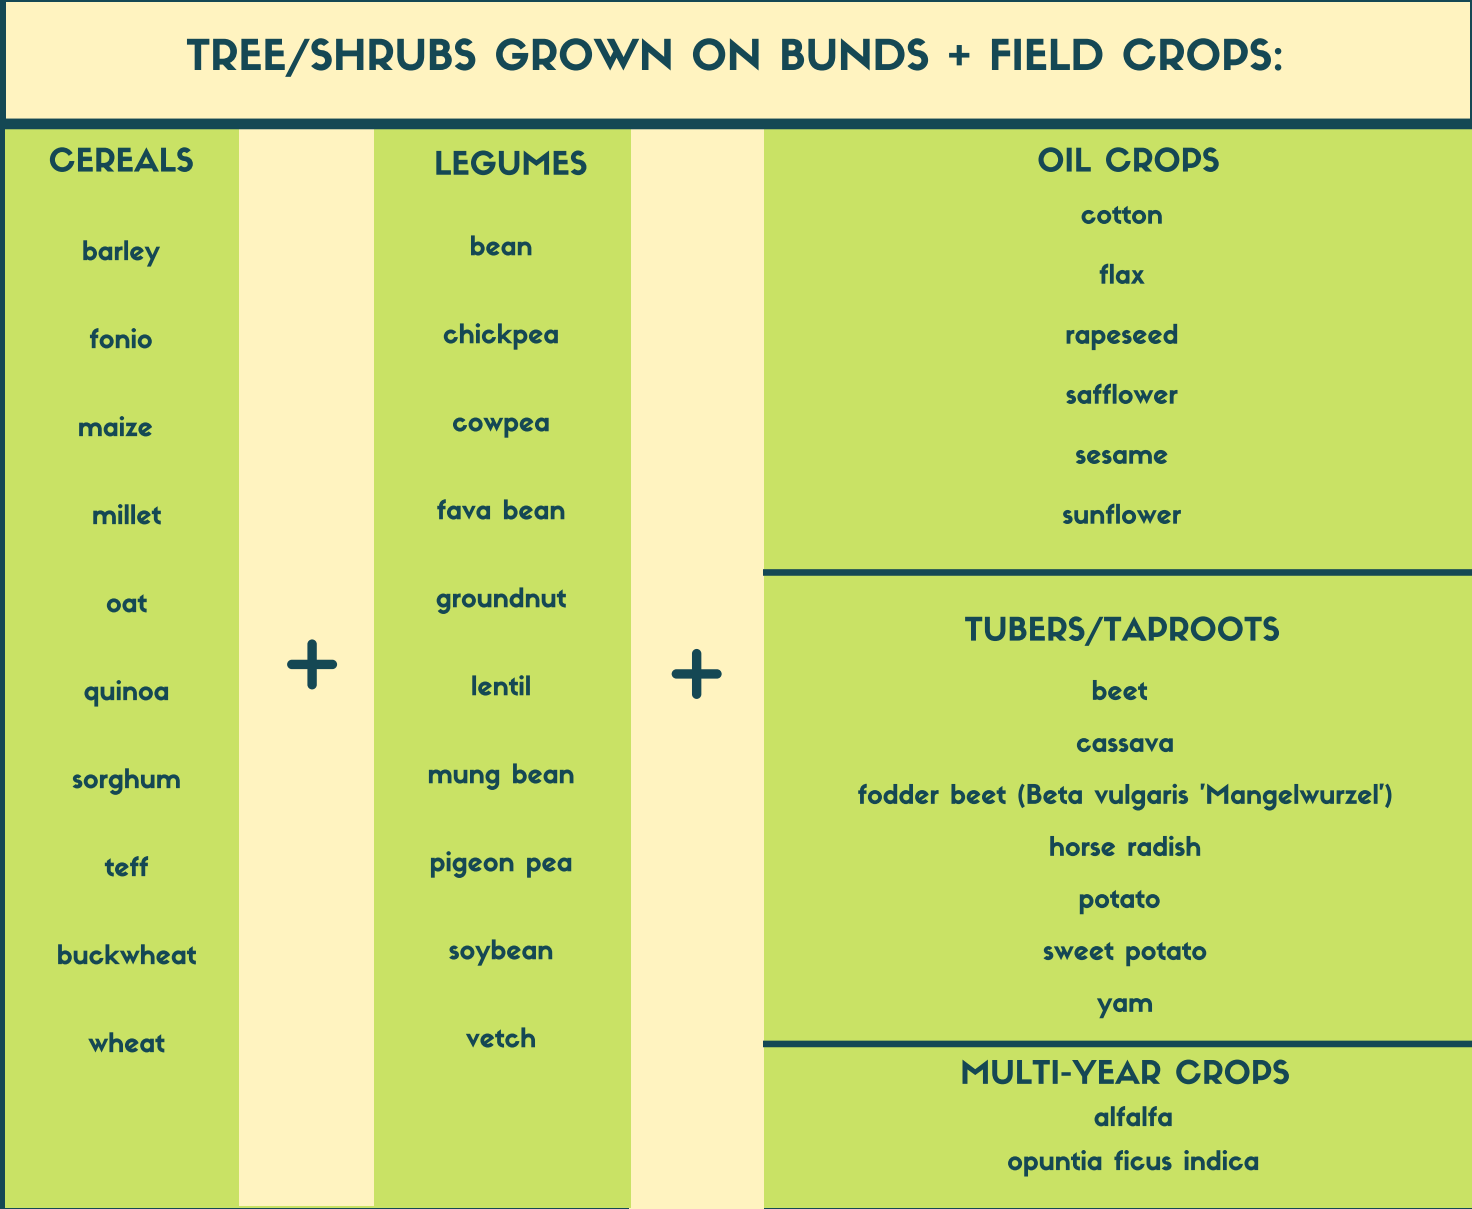 TREE/SHRUBS GROWN ON BUNDS + FIELD CROPS:
CEREALS
barley
fonio
maize
millet
oat
quinoa
sorghum
teff
buckwheat
wheat
+
LEGUMES
bean
chickpea
cowpea
fava bean
groundnut
lentil
mung bean
pigeon pea
soybean
vetch
+
OIL CROPS
cotton
flax
rapeseed
safflower
sesame
sunflower
TUBERS/TAPROOTS
beet
cassava
fodder beet (Beta vulgaris 'Mangelwurzel')
horse radish
potato
sweet potato
yam
MULTI-YEAR CROPS
alfalfa
opuntia ficus indica